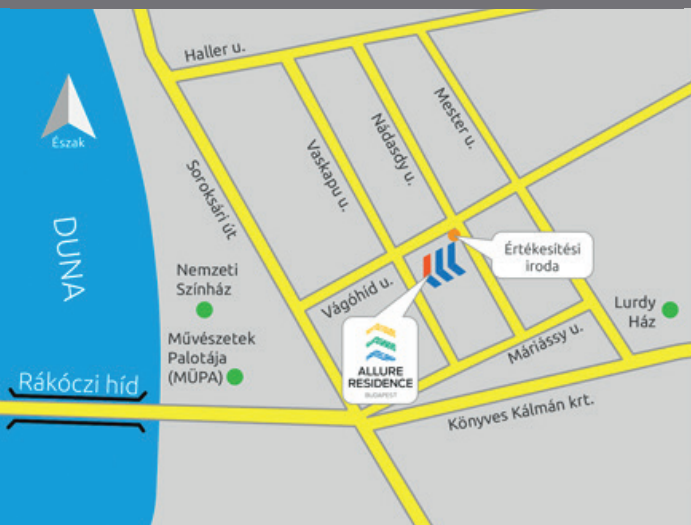 Haller u.
Észak
Mester u.
Nádasdy u.
Vaskapu u.
Soroksári út
DUNA
Értékesítési
iroda
Nemzeti
Színház
Vágóhíd u.
Lurdy
Ház
Művészetek
Palotája
(MÜPA)
Máriássy u.
ALLURE
RESIDENCE
BUDAPEST
Rákóczi híd
Könyves Kálmán krt.